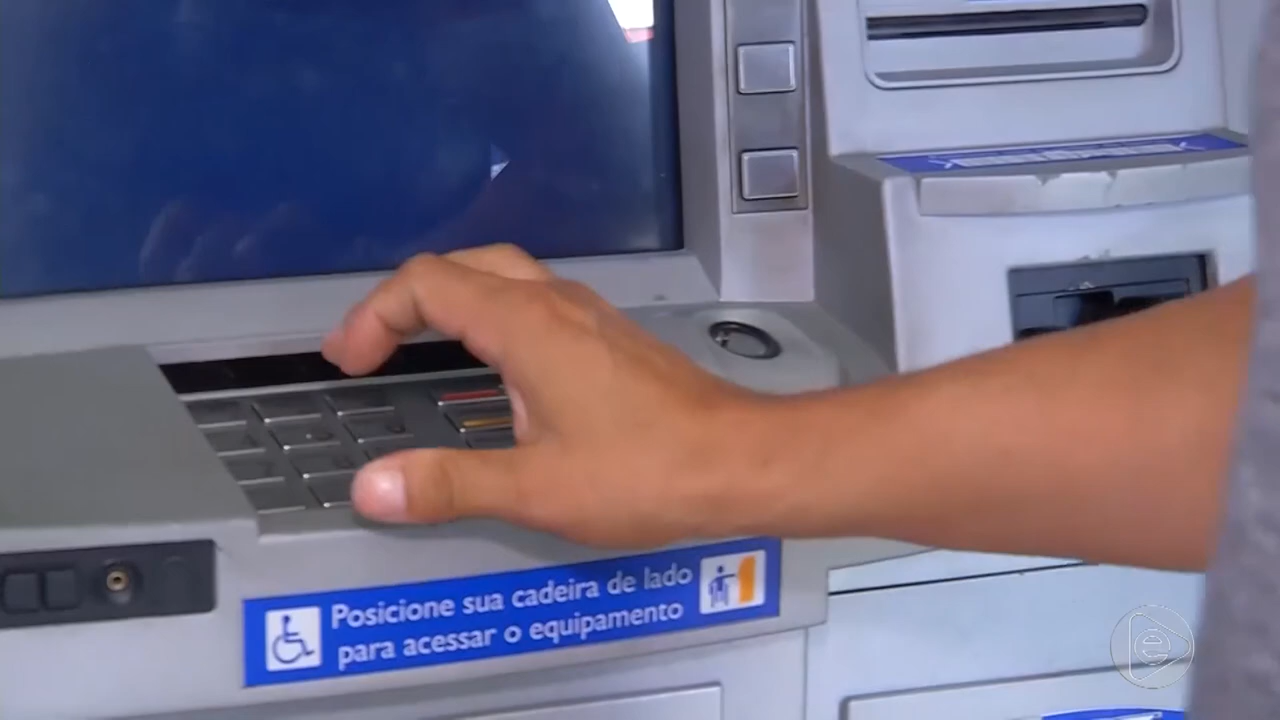 Posicione sua cadeira de lado
para acessar o equipamento